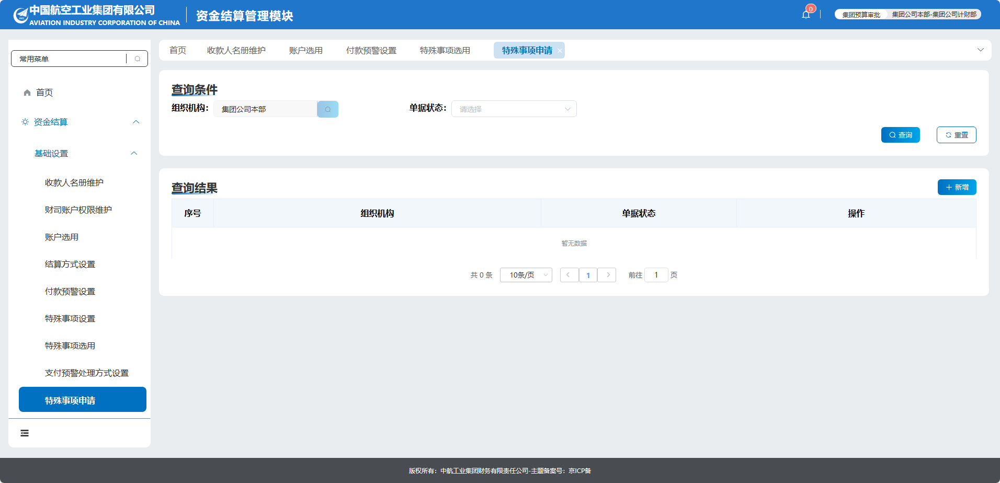 中国航空工业集团有限公司
AVIATION INDUSTRY CORPORATION OF CHINA
资金结算管理模块
0
集团预算审批 集团公司本部-集团公司计财部
常用菜单
首页
资金结算
基础设置
收款人名册维护
财司账户权限维护
账户选用
结算方式设置
付款预警设置
特殊事项设置
特殊事项选用
支付预警处理方式设置
特殊事项申请
首页 收款人名册维护 账户选用 付款预警设置 特殊事项选用 特殊事项申请
查询条件
组织机构： 集团公司本部 单据状态： 请选择
查询 重置
查询结果
新增
序号 组织机构 单据状态 操作
暂无数据
共 0 条 10条/页 1 前往 1 页
版权所有：中航工业集团财务有限责任公司-主题备案号：京ICP备